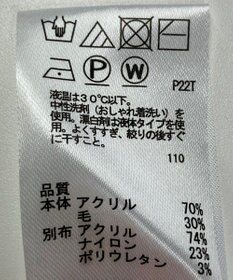 P W
P22T
液温は30℃以下。
中性洗剤(おしゃれ着洗い)を使
用。漂白剤は液体タイプを使
用。よくすすぎ、絞りの後すぐ
に干すこと。
110
品質
本体 アクリル 70%
毛 30%
別布 アクリル 74%
ナイロン 23%
ポリウレタン 3%